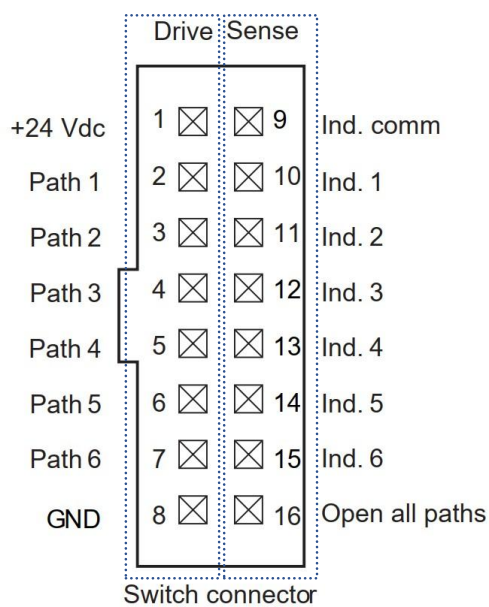 Drive Sense
+24 Vdc 1 9 Ind. comm
Path 1 2 10 Ind. 1
Path 2 3 11 Ind. 2
Path 3 4 12 Ind. 3
Path 4 5 13 Ind. 4
Path 5 6 14 Ind. 5
Path 6 7 15 Ind. 6
GND 8 16 Open all paths
Switch connector